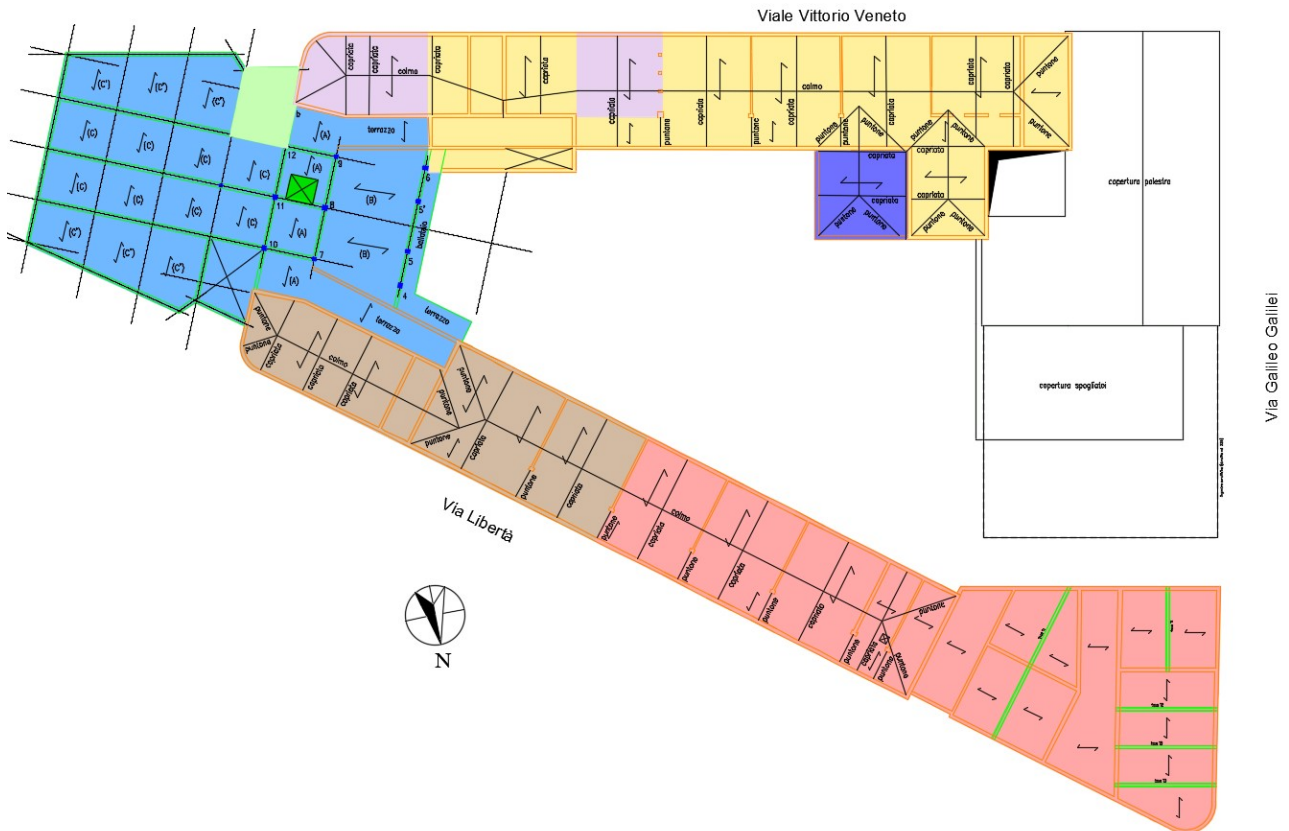 Viale Vittorio Veneto
puntone
capriata
capriata
capriata
colmo
capriata
capriata
capriata
capriata
capriata
capriata
colmo
capriata
capriata
puntone
puntone
puntone
puntone
puntone
puntone
puntone
puntone
puntone
capriata
capriata
capriata
capriata
puntone
puntone
puntone
puntone
terrazzo
copertura palestra
copertura spogliatoi
Via Galileo Galilei
(C")
(C")
(C")
(C")
(C)
(C)
(C)
(C)
(C)
(C)
(C)
(C)
(C")
(C")
(C")
(A)
(A)
(A)
(A)
(B)
(B)
12
9
6
11
8
5'
10
7
5
4
ballatoio
terrazzo
terrazzo
puntone
puntone
capriata
capriata
capriata
colmo
puntone
puntone
puntone
capriata
puntone
capriata
puntone
capriata
colmo
puntone
capriata
puntone
capriata
puntone
capriata
puntone
puntone
puntone
Via Libertà
N